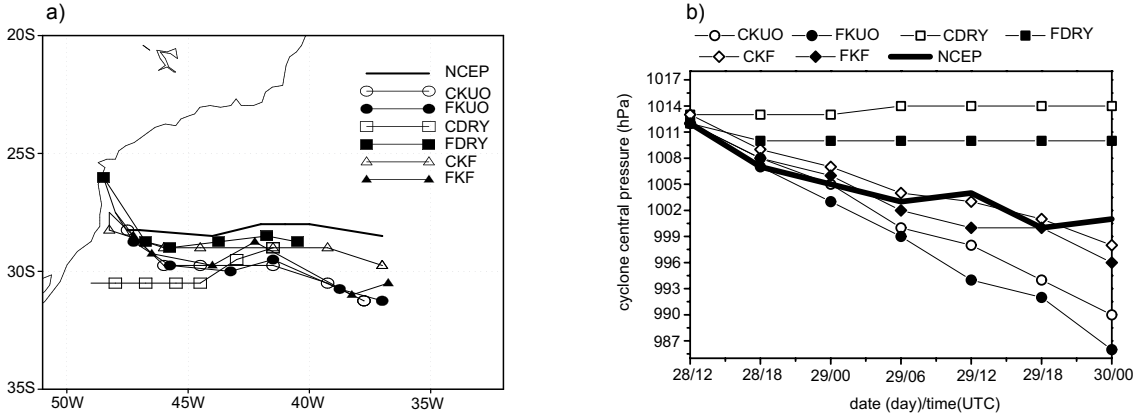 a)
20S
25S
30S
35S
50W 45W 40W 35W
NCEP
CKUO
FKUO
CDRY
FDRY
CKF
FKF
b)
CKUO FKUO CDRY FDRY
CKF FKF NCEP
cyclone central pressure (hPa)
1017
1014
1011
1008
1005
1002
999
996
993
990
987
28/12 28/18 29/00 29/06 29/12 29/18 30/00
date (day)/time(UTC)